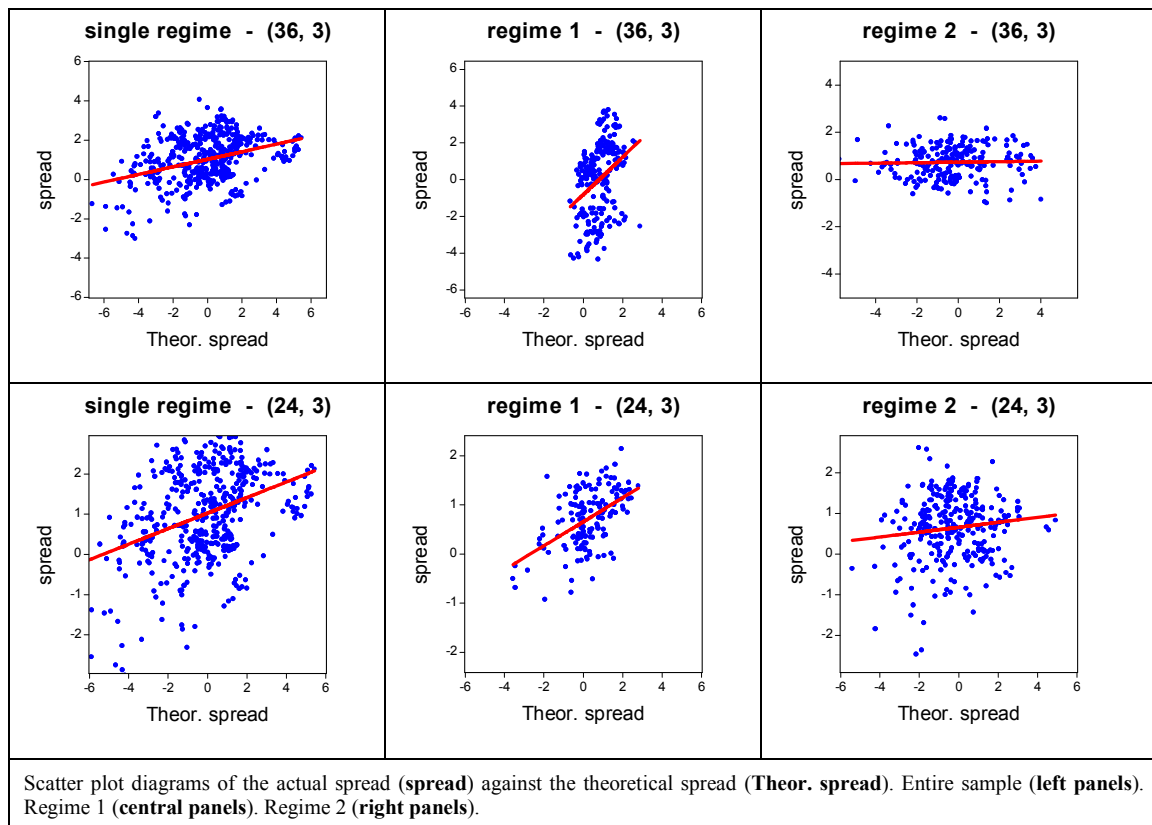 single regime - (36, 3)
6
4
2
0
-2
-4
-6
spread
-6 -4 -2 0 2 4 6
Theor. spread
regime 1 - (36, 3)
6
4
2
0
-2
-4
-6
spread
-6 -4 -2 0 2 4 6
Theor. spread
regime 2 - (36, 3)
4
2
0
-2
-4
spread
-4 -2 0 2 4
Theor. spread
single regime - (24, 3)
2
1
0
-1
-2
spread
-6 -4 -2 0 2 4 6
Theor. spread
regime 1 - (24, 3)
2
1
0
-1
-2
spread
-6 -4 -2 0 2 4 6
Theor. spread
regime 2 - (24, 3)
2
1
0
-1
-2
spread
-6 -4 -2 0 2 4 6
Theor. spread
Scatter plot diagrams of the actual spread (spread) against the theoretical spread (Theor. spread). Entire sample (left panels).
Regime 1 (central panels). Regime 2 (right panels).